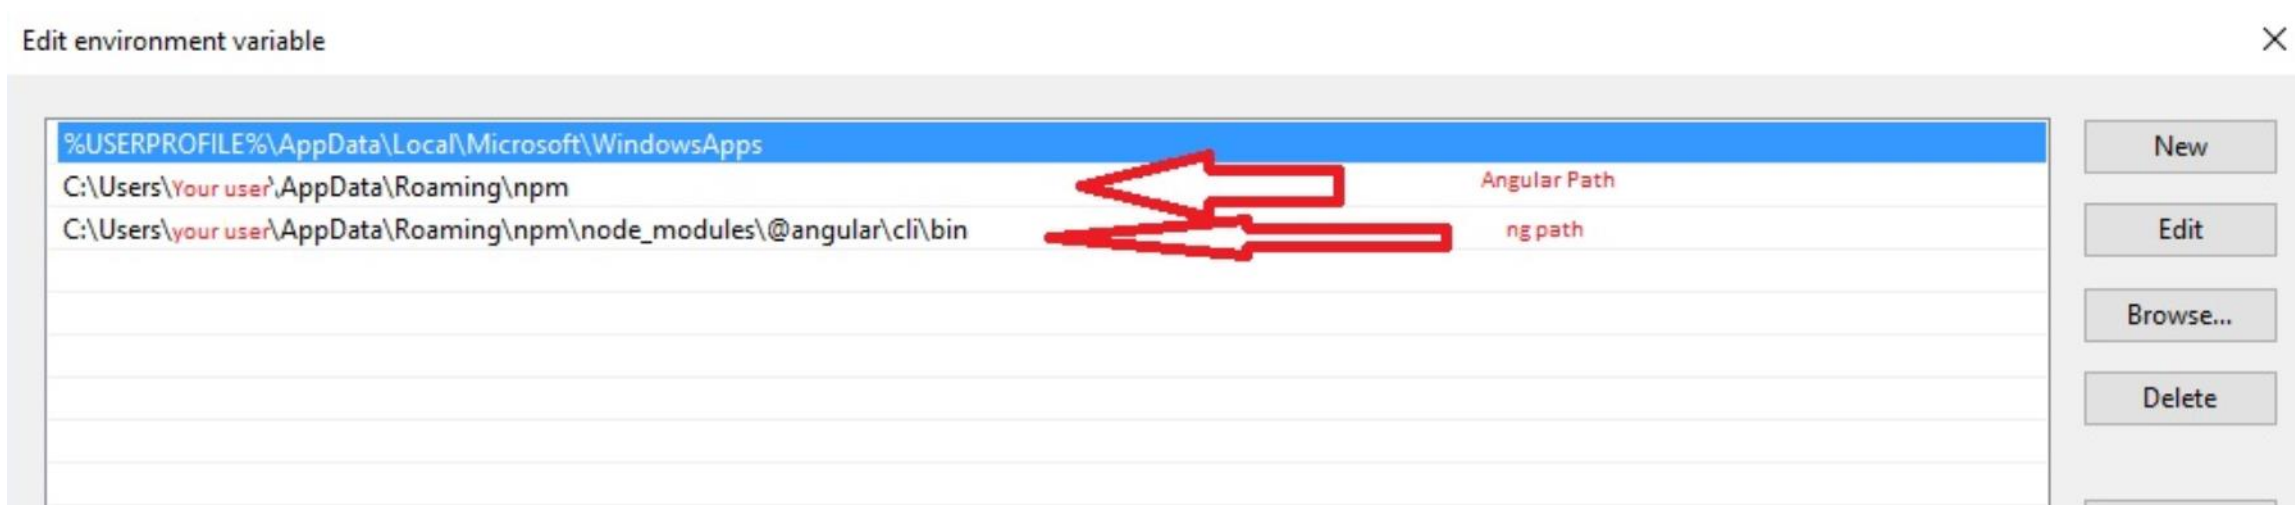 Edit environment variable
%USERPROFILE%\AppData\Local\Microsoft\WindowsApps
New
C:\Users\Your user\AppData\Roaming\npm
Angular Path
C:\Users\your user\AppData\Roaming\npm\node_modules\@angular\cli\bin
ng path
Edit
Browse...
Delete